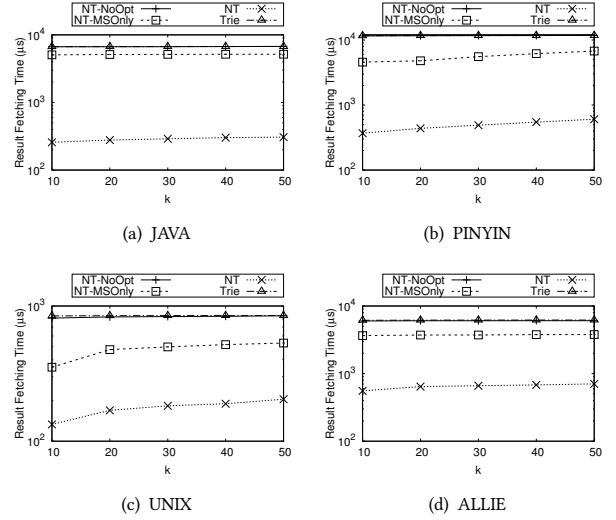 NT-NoOpt NT
NT-MSOnly Trie
Result Fetching Time (μs)
10^4
10^3
10^2
10 20 30 40 50
k
(a) JAVA
NT-NoOpt NT
NT-MSOnly Trie
Result Fetching Time (μs)
10^4
10^3
10^2
10 20 30 40 50
k
(b) PINYIN
NT-NoOpt NT
NT-MSOnly Trie
Result Fetching Time (μs)
10^3
10^2
10 20 30 40 50
k
(c) UNIX
NT-NoOpt NT
NT-MSOnly Trie
Result Fetching Time (μs)
10^4
10^3
10^2
10 20 30 40 50
k
(d) ALLIE